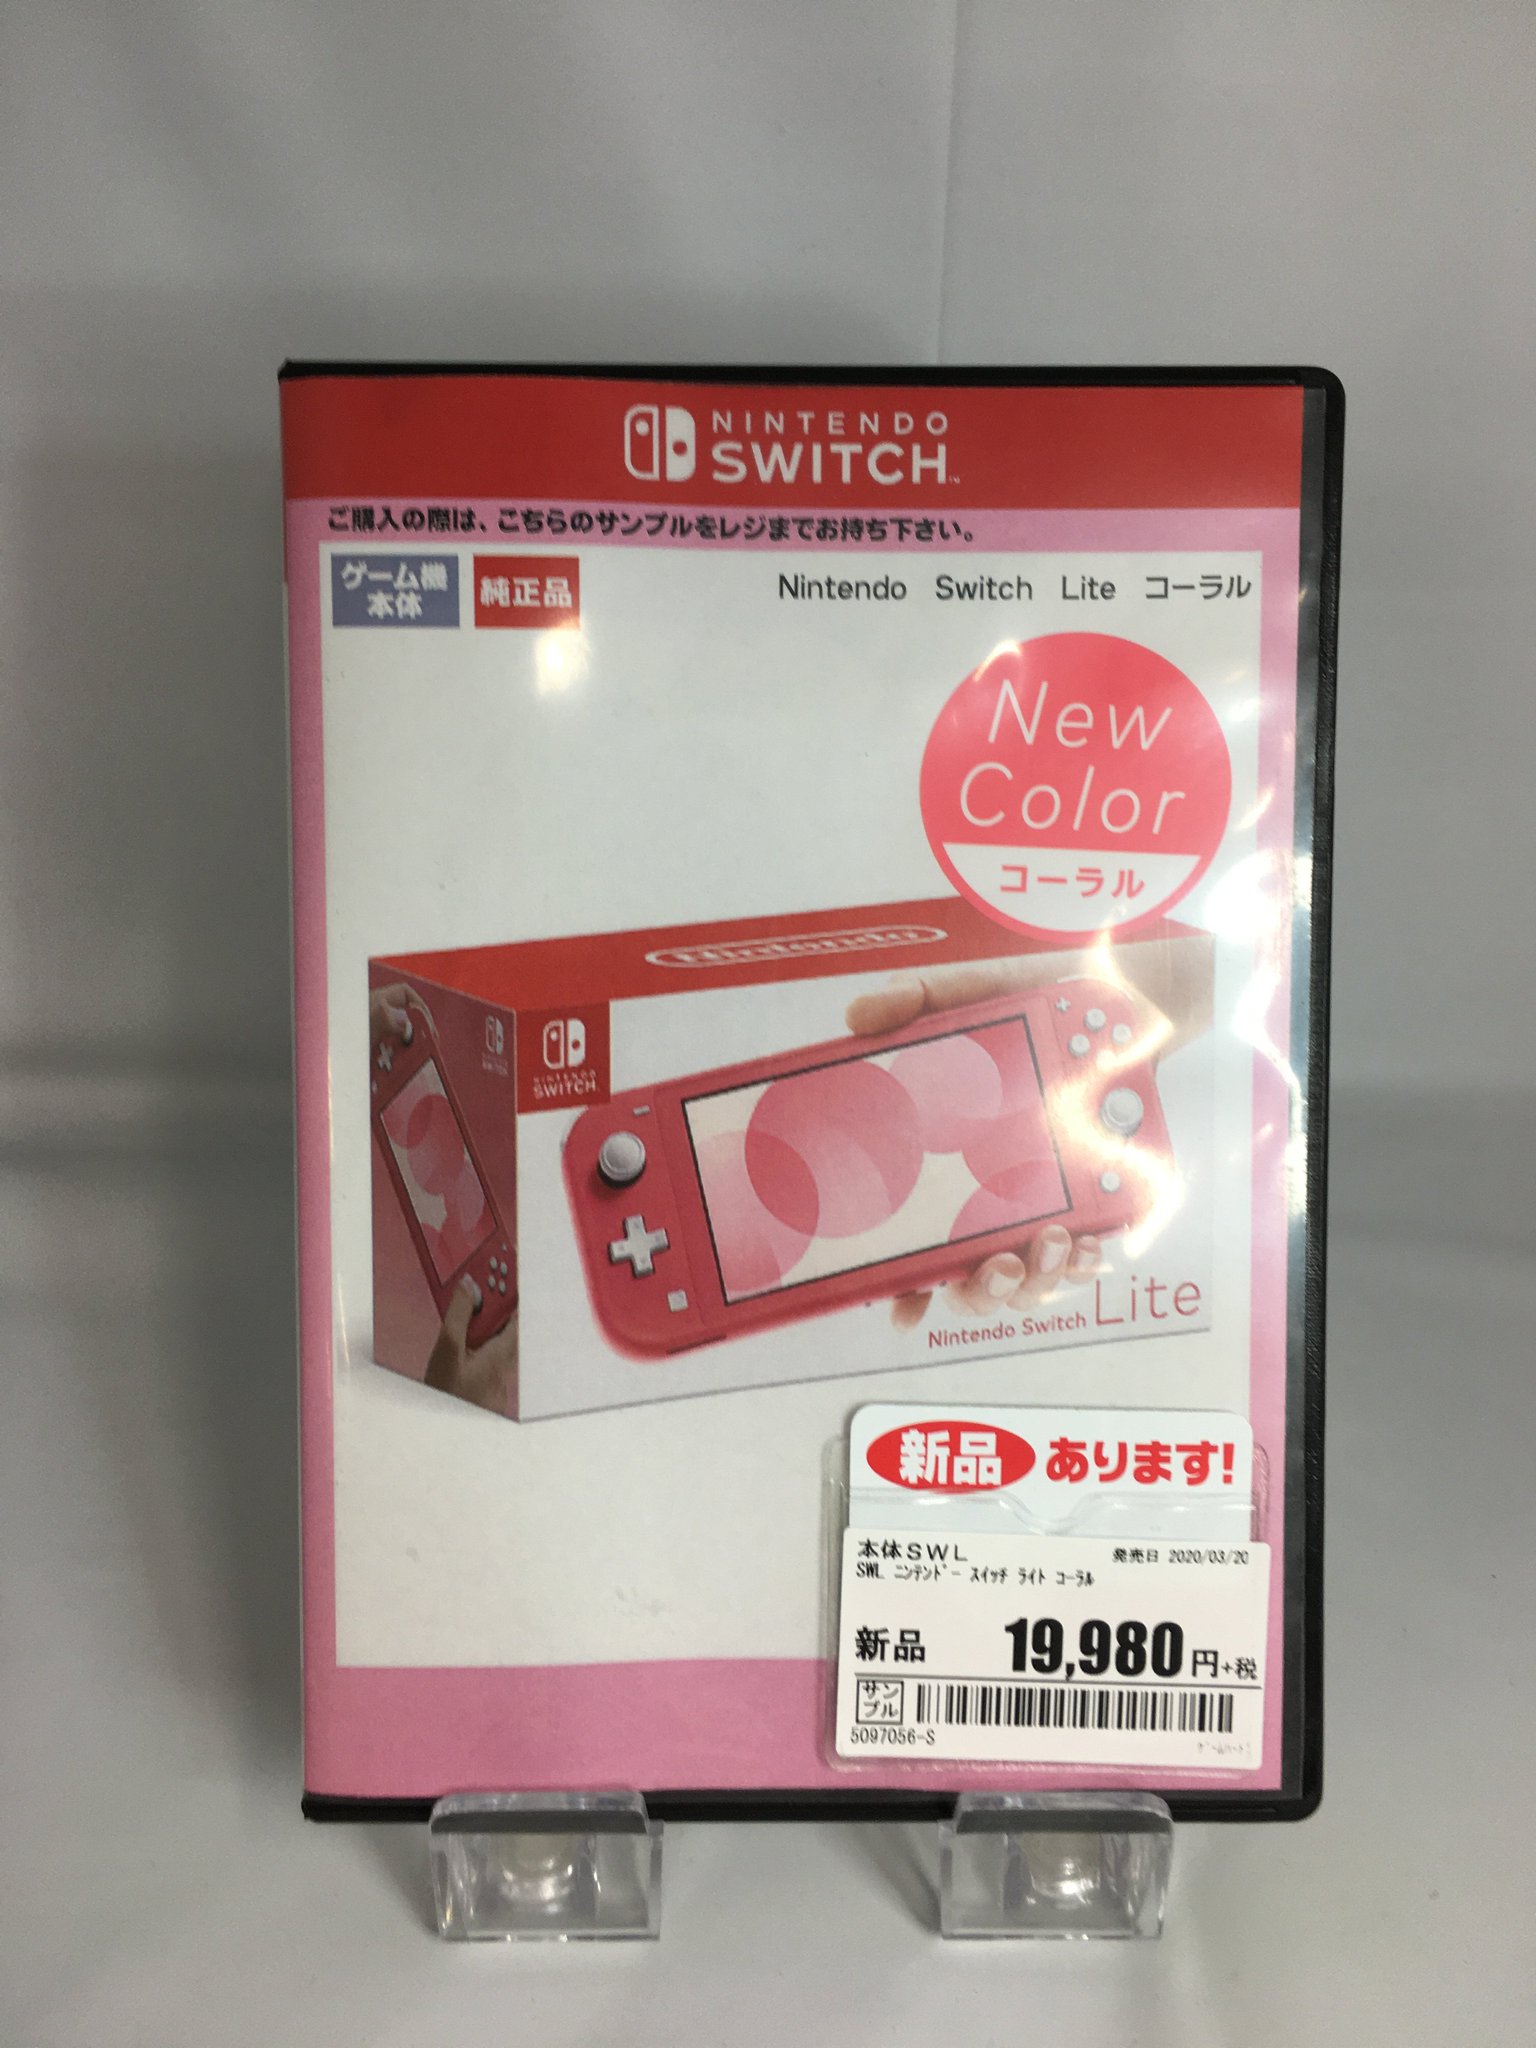 NINTENDO
SWITCH™
ご購入の際は、こちらのサンプルをレジまでお持ち下さい。
ゲーム機
本体
純正品
Nintendo Switch Lite コーラル
New
Color
コーラル
Nintendo
NINTENDO
SWITCH
Nintendo Switch Lite
新品 あります!
本体SWL 発売日 2020/03/20
SWL ニンテンドー スイッチ ライト コーラル
新品 19,980円+税
サン
プル
5097056-S